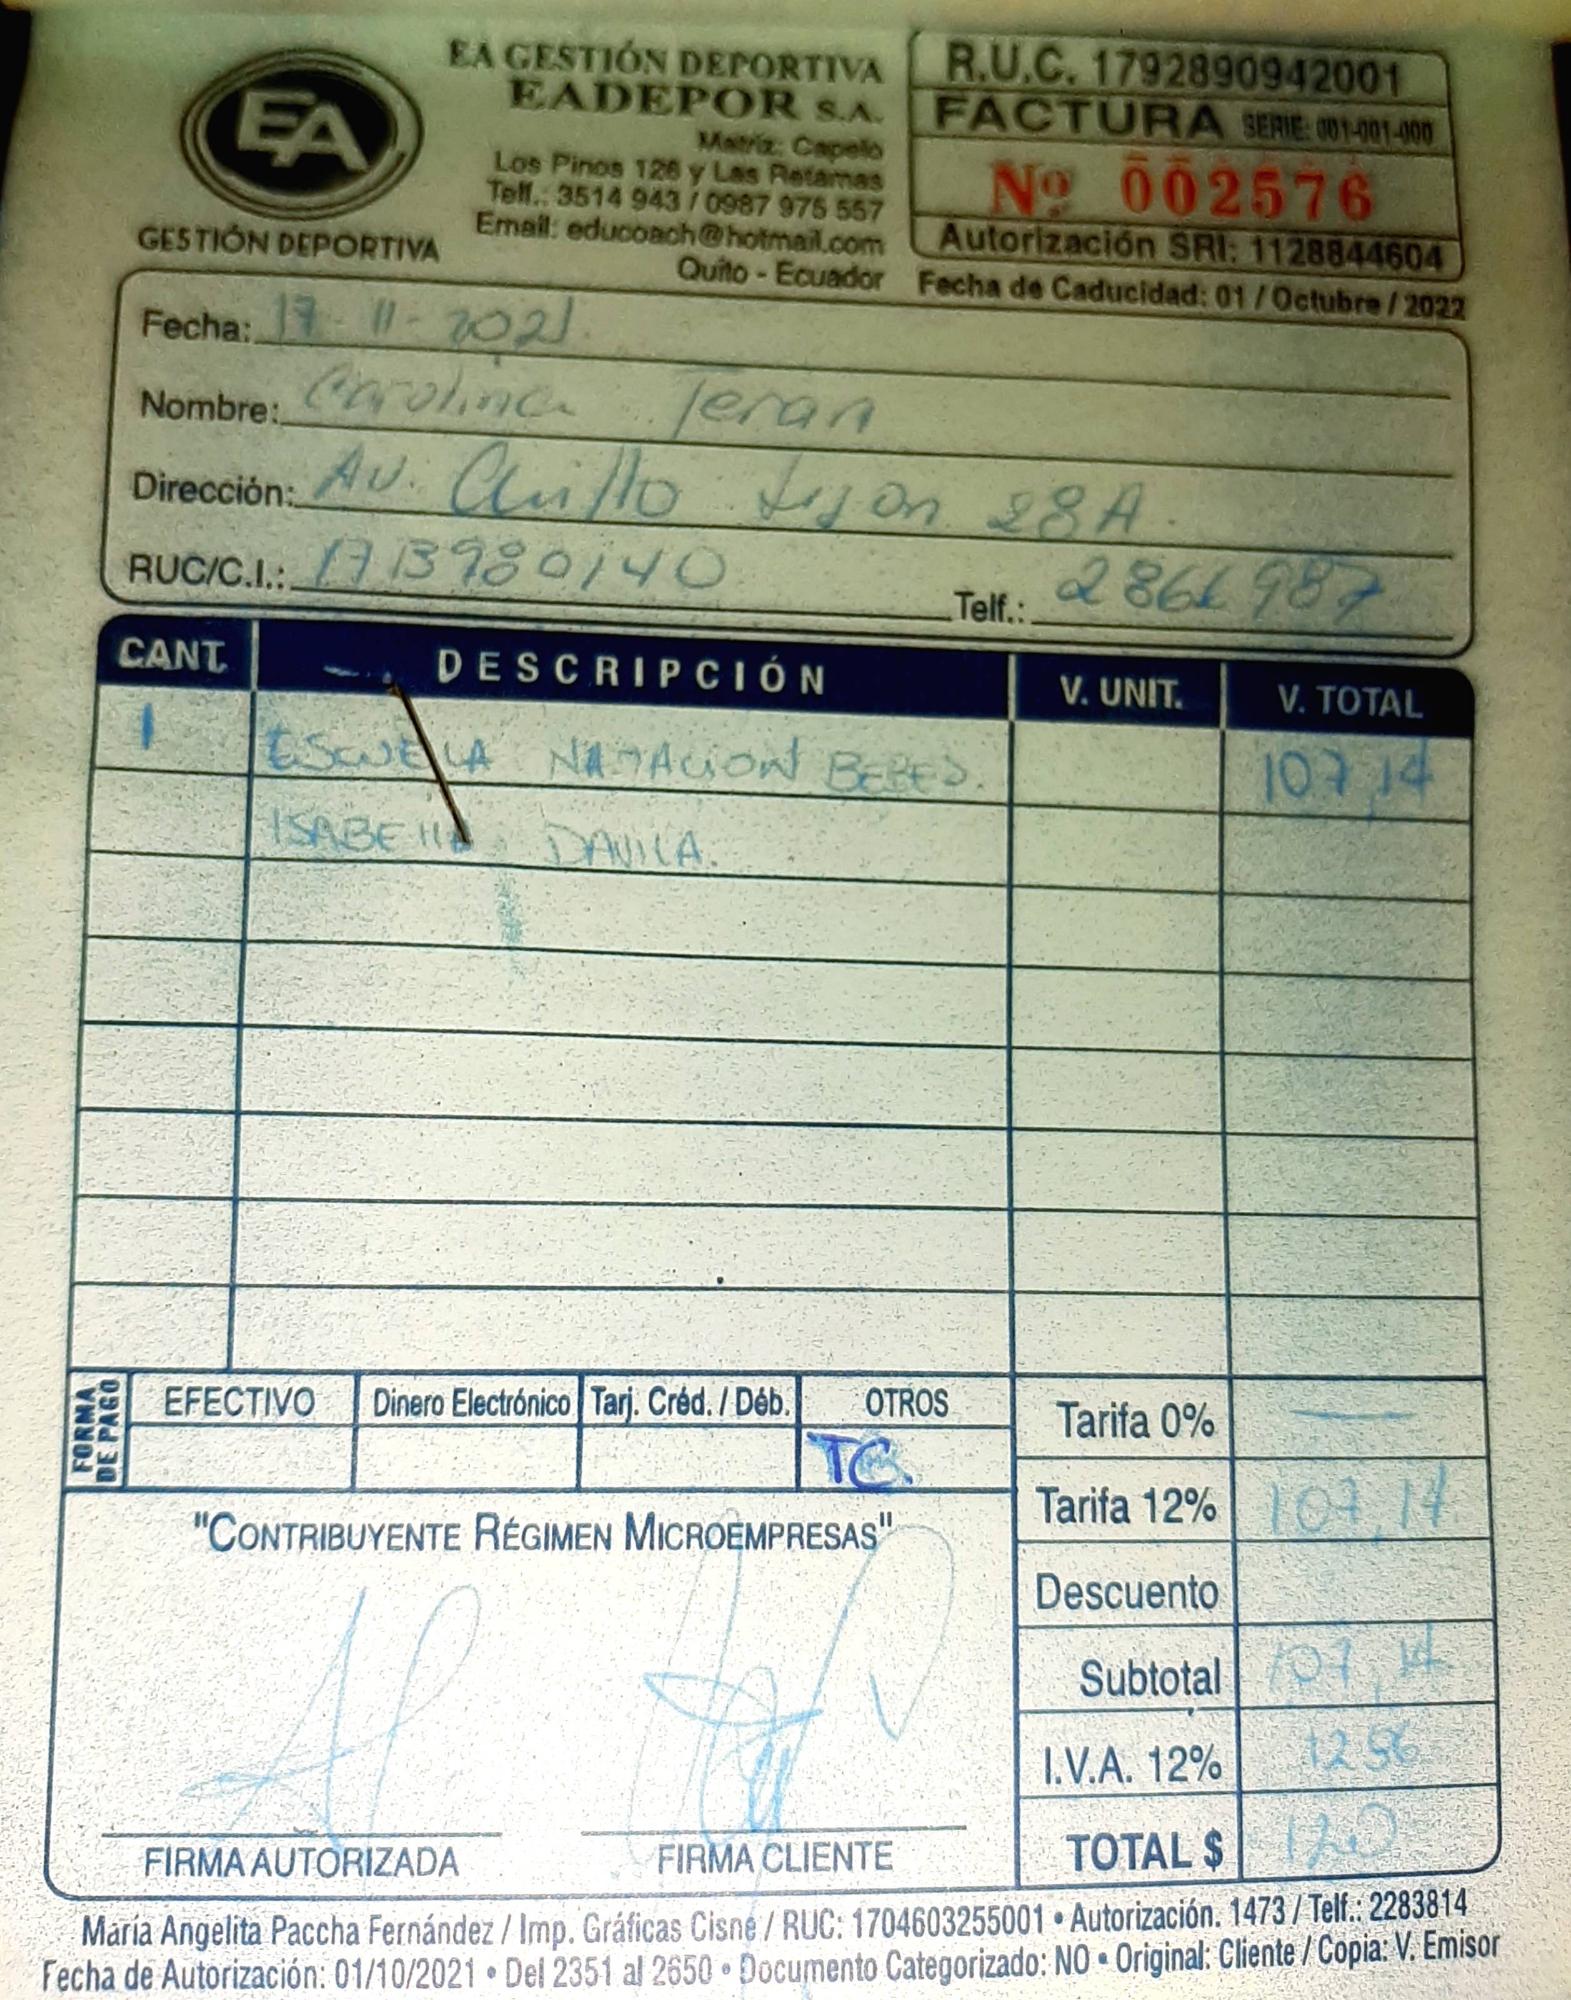 EA
GESTIÓN DEPORTIVA
EA GESTIÓN DEPORTIVA
EADEPOR S.A.
Matriz: Capelo
Los Pinos 126 y Las Retamas
Telf.: 3514 943 / 0987 975 557
Email: educoach@hotmail.com
Quito - Ecuador
R.U.C. 1792890942001
FACTURA SERIE: 001-001-000
Nº 002576
Autorización SRI: 1128844604
Fecha de Caducidad: 01 / Octubre / 2022
Fecha: 17-11-2021
Nombre: Carolina Teran
Dirección: Av. 28A
RUC/C.I.: 1713980140 Telf.: 2866987
CANT. DESCRIPCIÓN V. UNIT. V. TOTAL
1 ESCUELA NATACION BEBES. 107,14
ISABELLA DAVILA.
FORMA DE PAGO
EFECTIVO Dinero Electrónico Tarj. Créd. / Déb. OTROS
TC.
Tarifa 0% —
Tarifa 12% 107,14
Descuento
Subtotal 107,14
I.V.A. 12% 12 86
TOTAL $ 120
"CONTRIBUYENTE RÉGIMEN MICROEMPRESAS"
FIRMA AUTORIZADA FIRMA CLIENTE
María Angelita Paccha Fernández / Imp. Gráficas Cisne / RUC: 1704603255001 • Autorización. 1473 / Telf.: 2283814
Fecha de Autorización: 01/10/2021 • Del 2351 al 2650 • Documento Categorizado: NO • Original: Cliente / Copia: V. Emisor